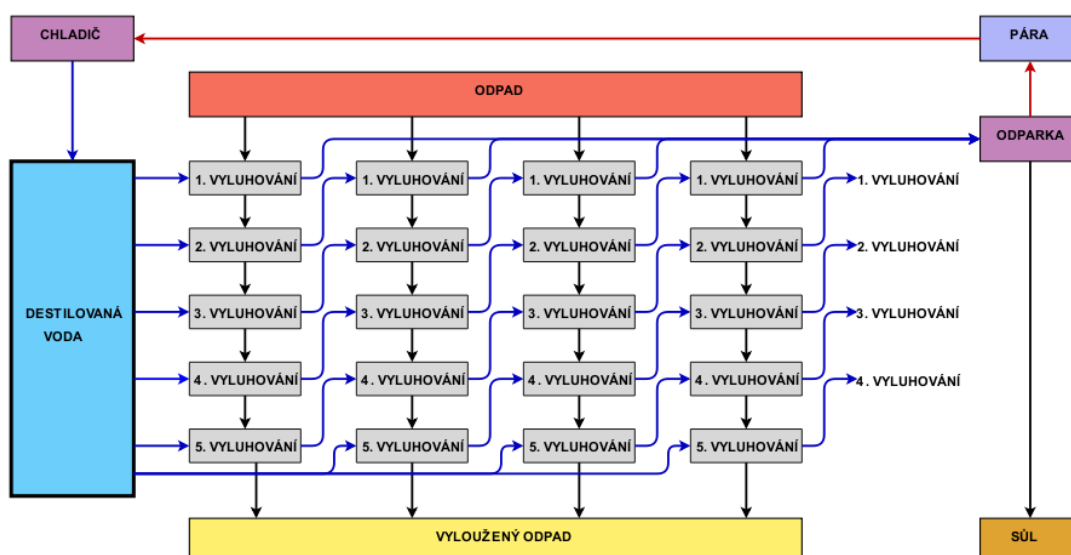 CHLADIČ
PÁRA
ODPAD
ODPARKA
1. VYLUHOVÁNÍ 1. VYLUHOVÁNÍ 1. VYLUHOVÁNÍ 1. VYLUHOVÁNÍ 1. VYLUHOVÁNÍ
2. VYLUHOVÁNÍ 2. VYLUHOVÁNÍ 2. VYLUHOVÁNÍ 2. VYLUHOVÁNÍ 2. VYLUHOVÁNÍ
DESTILOVANÁ
VODA
3. VYLUHOVÁNÍ 3. VYLUHOVÁNÍ 3. VYLUHOVÁNÍ 3. VYLUHOVÁNÍ 3. VYLUHOVÁNÍ
4. VYLUHOVÁNÍ 4. VYLUHOVÁNÍ 4. VYLUHOVÁNÍ 4. VYLUHOVÁNÍ 4. VYLUHOVÁNÍ
5. VYLUHOVÁNÍ 5. VYLUHOVÁNÍ 5. VYLUHOVÁNÍ 5. VYLUHOVÁNÍ
VYLOUŽENÝ ODPAD
SŮL